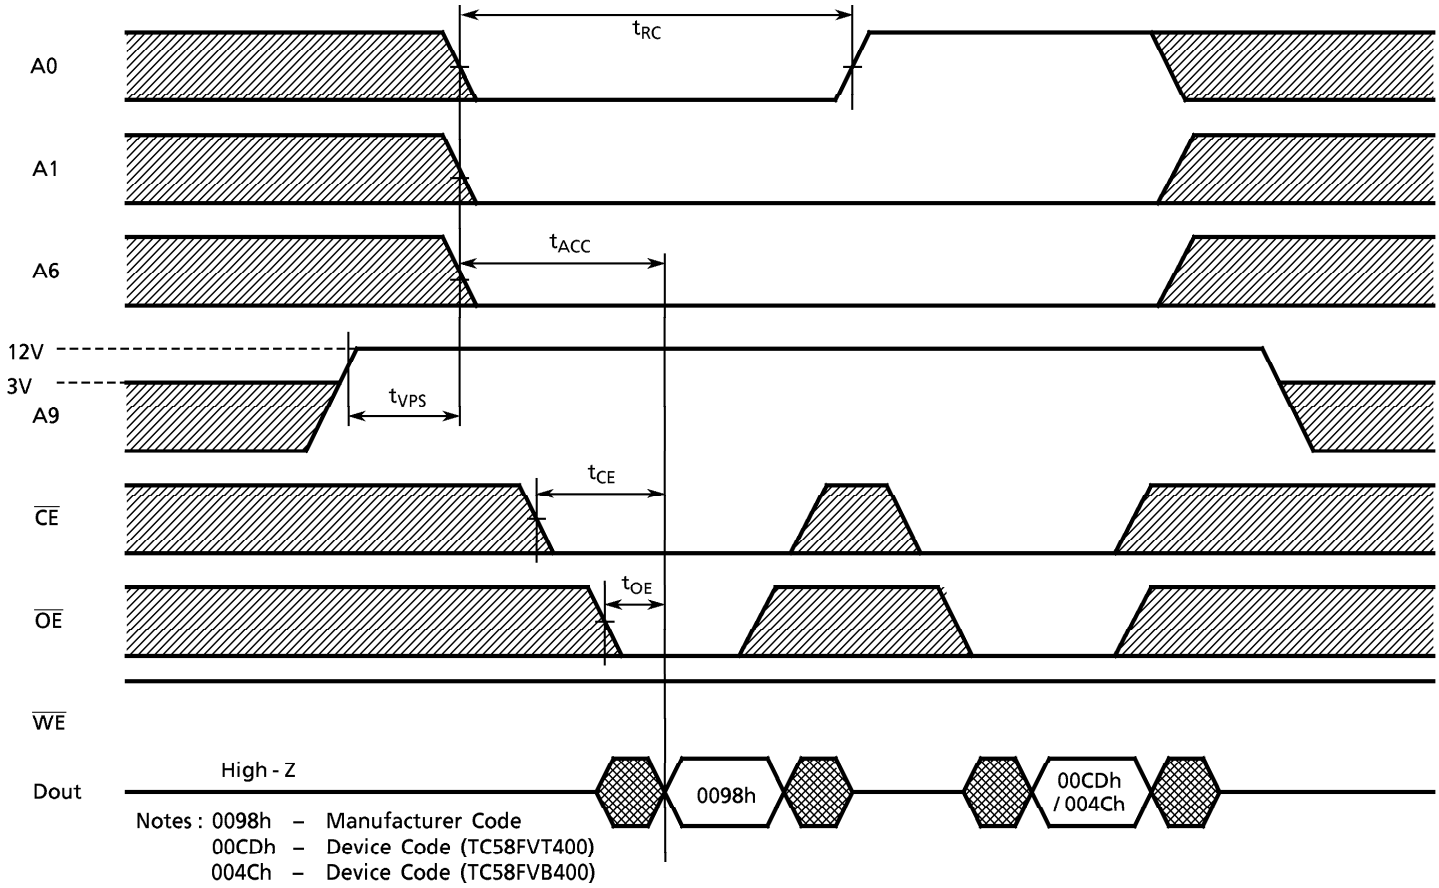 tRC
A0
A1
tACC
A6
12V
3V
tVPS
A9
tCE
CE
tOE
OE
WE
High - Z
Dout
0098h
00CDh
/ 004Ch
Notes : 0098h – Manufacturer Code
00CDh – Device Code (TC58FVT400)
004Ch – Device Code (TC58FVB400)